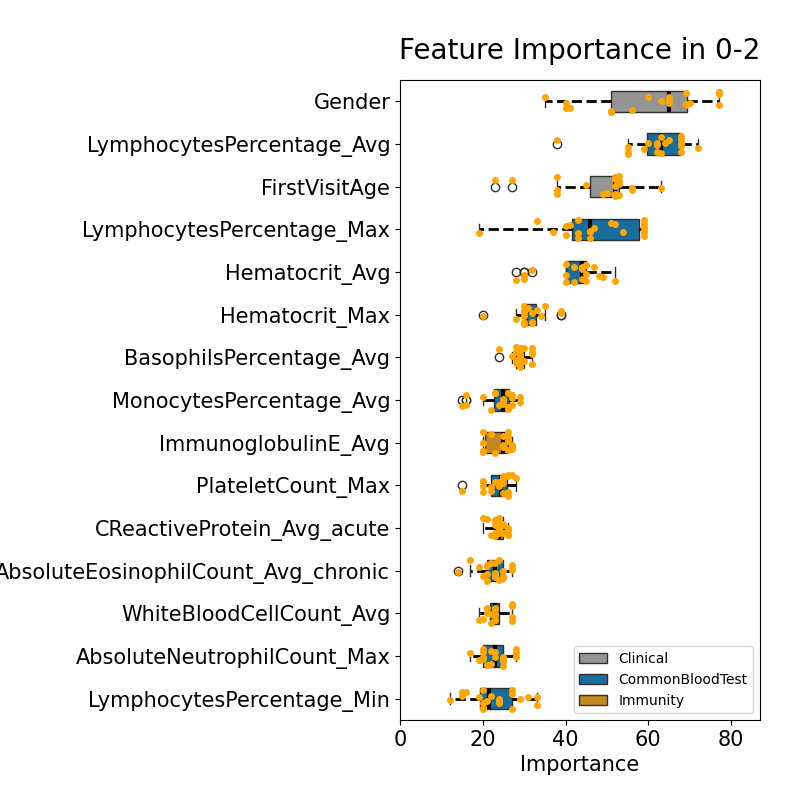 Feature Importance in 0-2
Gender
LymphocytesPercentage_Avg
FirstVisitAge
LymphocytesPercentage_Max
Hematocrit_Avg
Hematocrit_Max
BasophilsPercentage_Avg
MonocytesPercentage_Avg
ImmunoglobulinE_Avg
PlateletCount_Max
CReactiveProtein_Avg_acute
AbsoluteEosinophilCount_Avg_chronic
WhiteBloodCellCount_Avg
AbsoluteNeutrophilCount_Max
LymphocytesPercentage_Min
Clinical
CommonBloodTest
Immunity
0 20 40 60 80
Importance